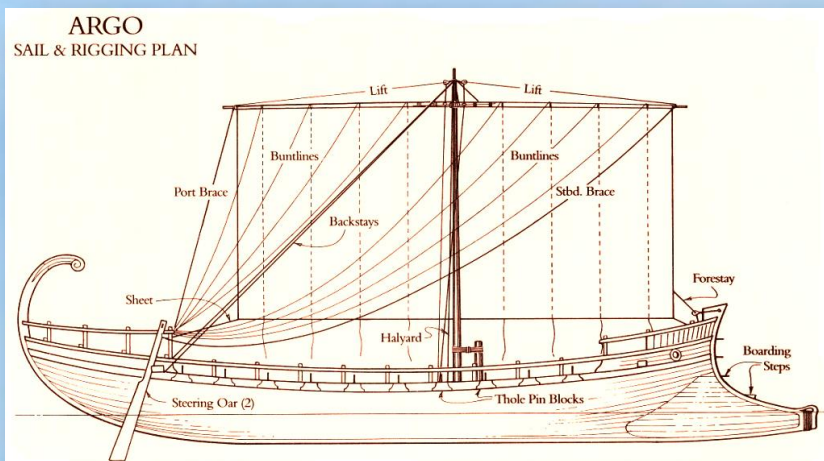 ARGO
SAIL & RIGGING PLAN
Lift
Lift
Buntlines
Buntlines
Port Brace
Stbd. Brace
Backstays
Forestay
Sheet
Halyard
Boarding
Steps
Steering Oar (2)
Thole Pin Blocks